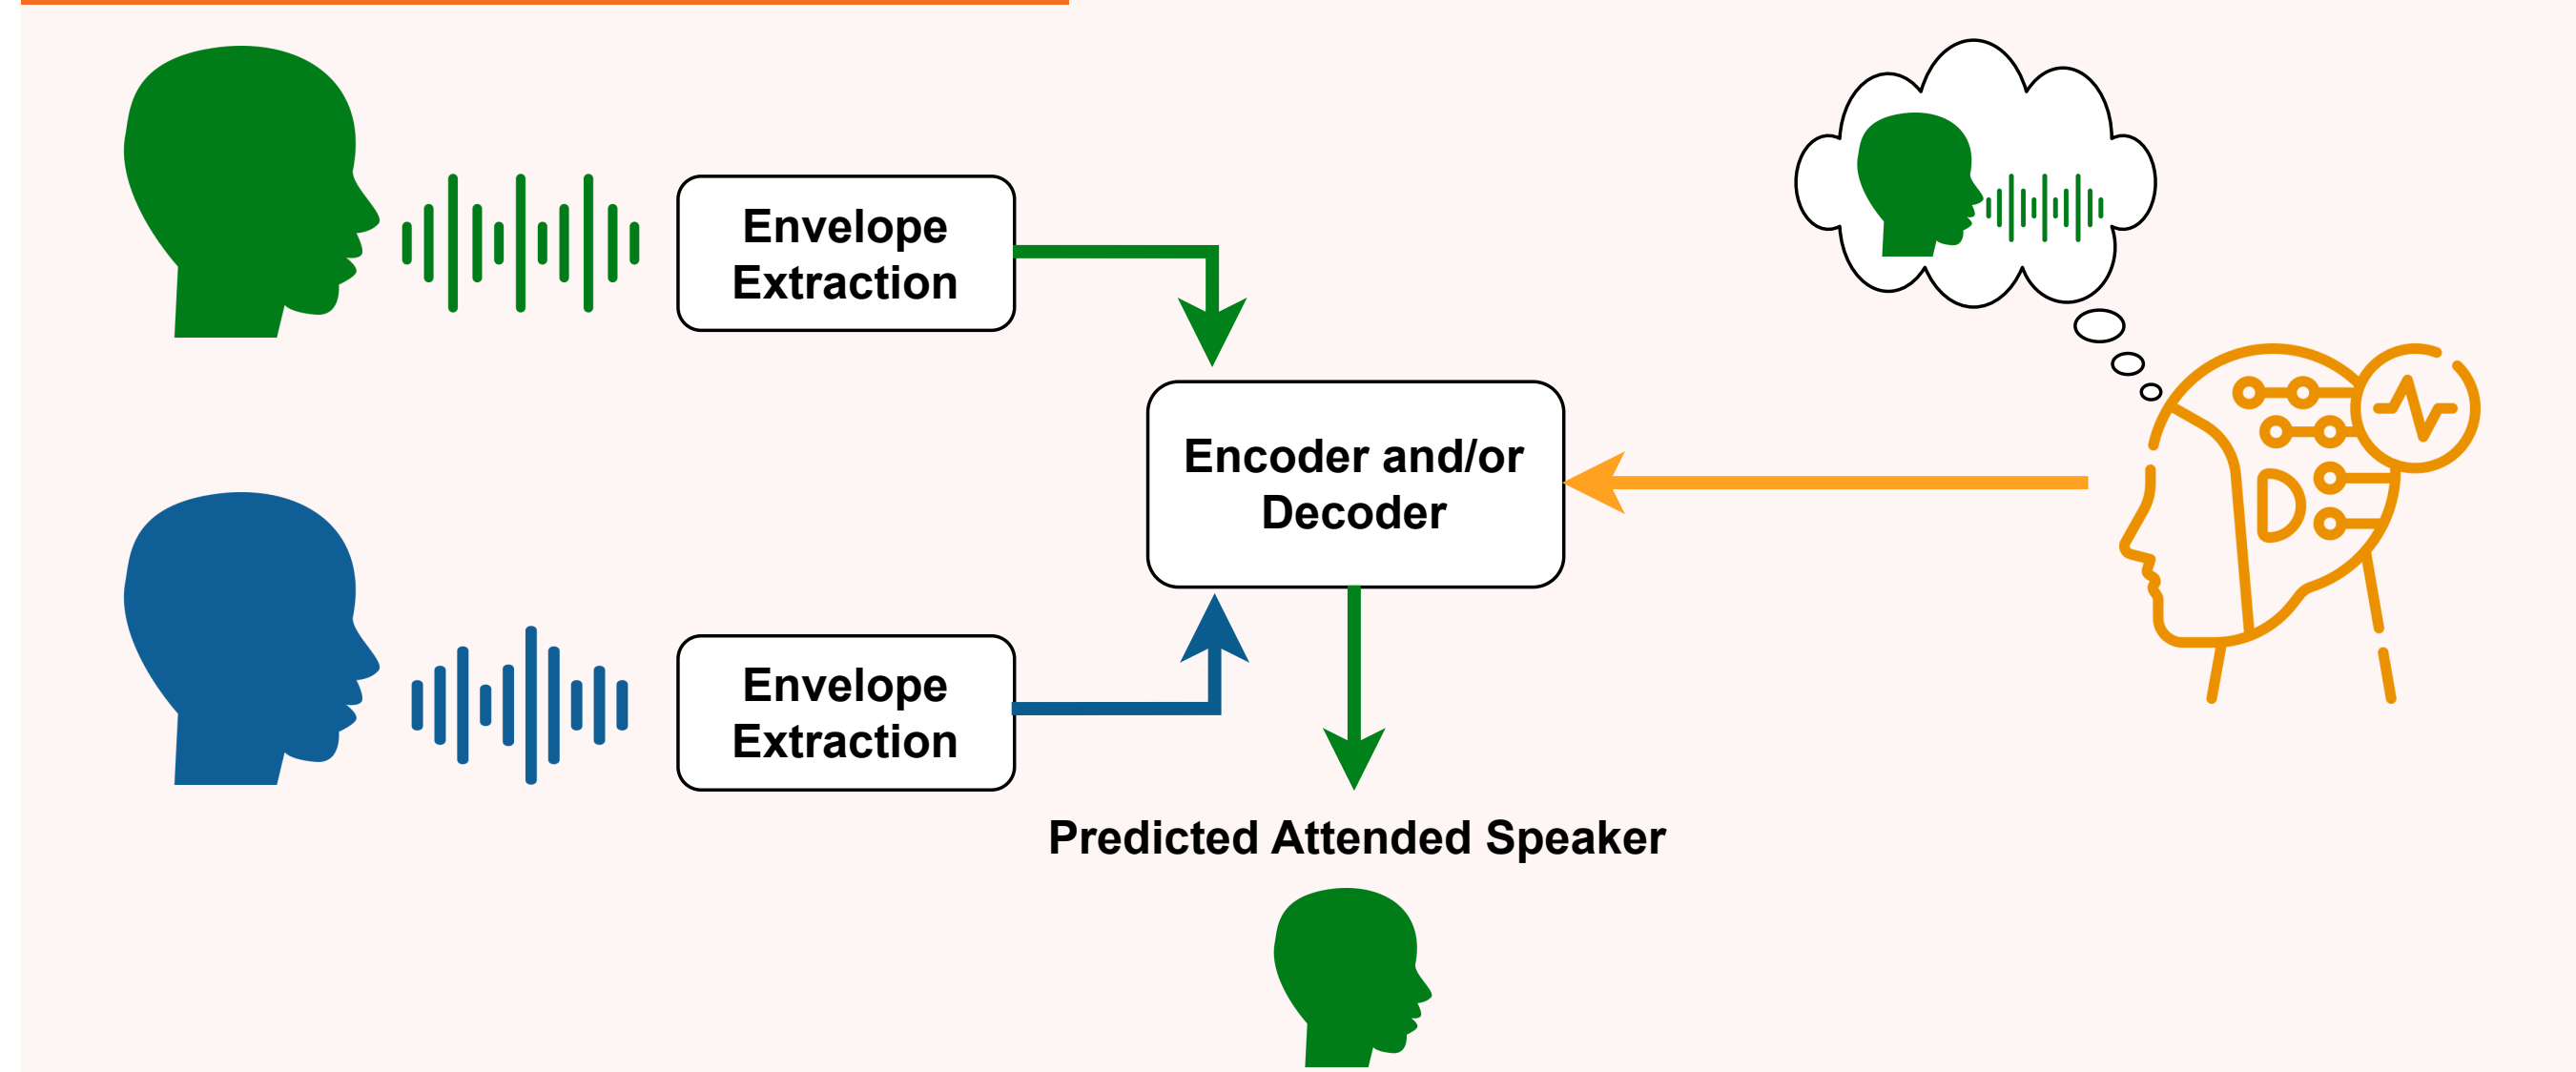 Envelope
Extraction
Encoder and/or
Decoder
Envelope
Extraction
Predicted Attended Speaker